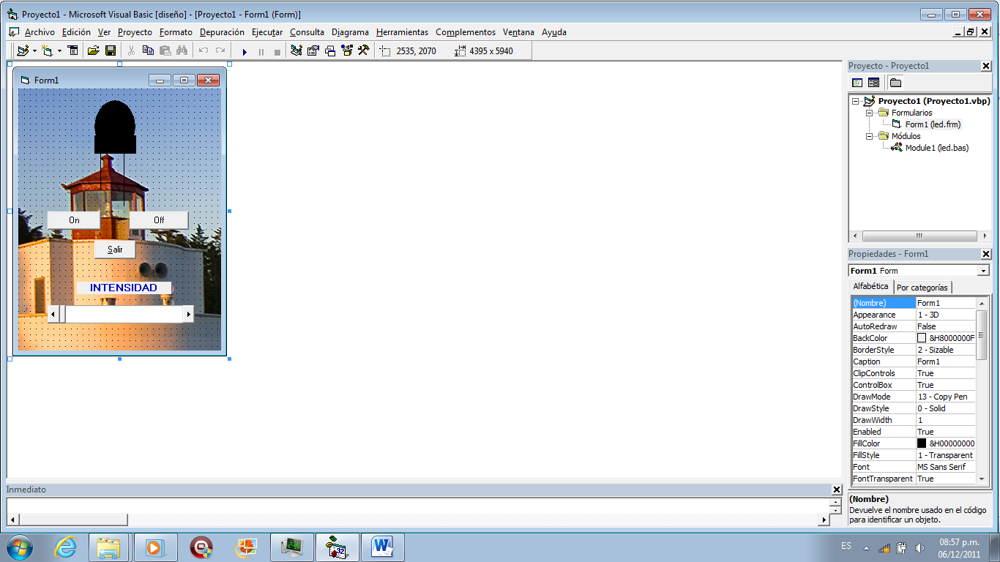 Proyecto1 - Microsoft Visual Basic [diseño] - [Proyecto1 - Form1 (Form)]
Archivo Edición Ver Proyecto Formato Depuración Ejecutar Consulta Diagrama Herramientas Complementos Ventana Ayuda
2535, 2070 4395 x 5940
Form1
On Off
Salir
INTENSIDAD
Proyecto - Proyecto1
Proyecto1 (Proyecto1.vbp)
Formularios
Form1 (led.frm)
Módulos
Module1 (led.bas)
Propiedades - Form1
Form1 Form
Alfabética Por categorías
(Nombre) Form1
Appearance 1 - 3D
AutoRedraw False
BackColor &H8000000F
BorderStyle 2 - Sizable
Caption Form1
ClipControls True
ControlBox True
DrawMode 13 - Copy Pen
DrawStyle 0 - Solid
DrawWidth 1
Enabled True
FillColor &H00000000
FillStyle 1 - Transparent
Font MS Sans Serif
FontTransparent True
(Nombre)
Devuelve el nombre usado en el código
para identificar un objeto.
Inmediato
32
W
ES
08:57 p.m.
06/12/2011